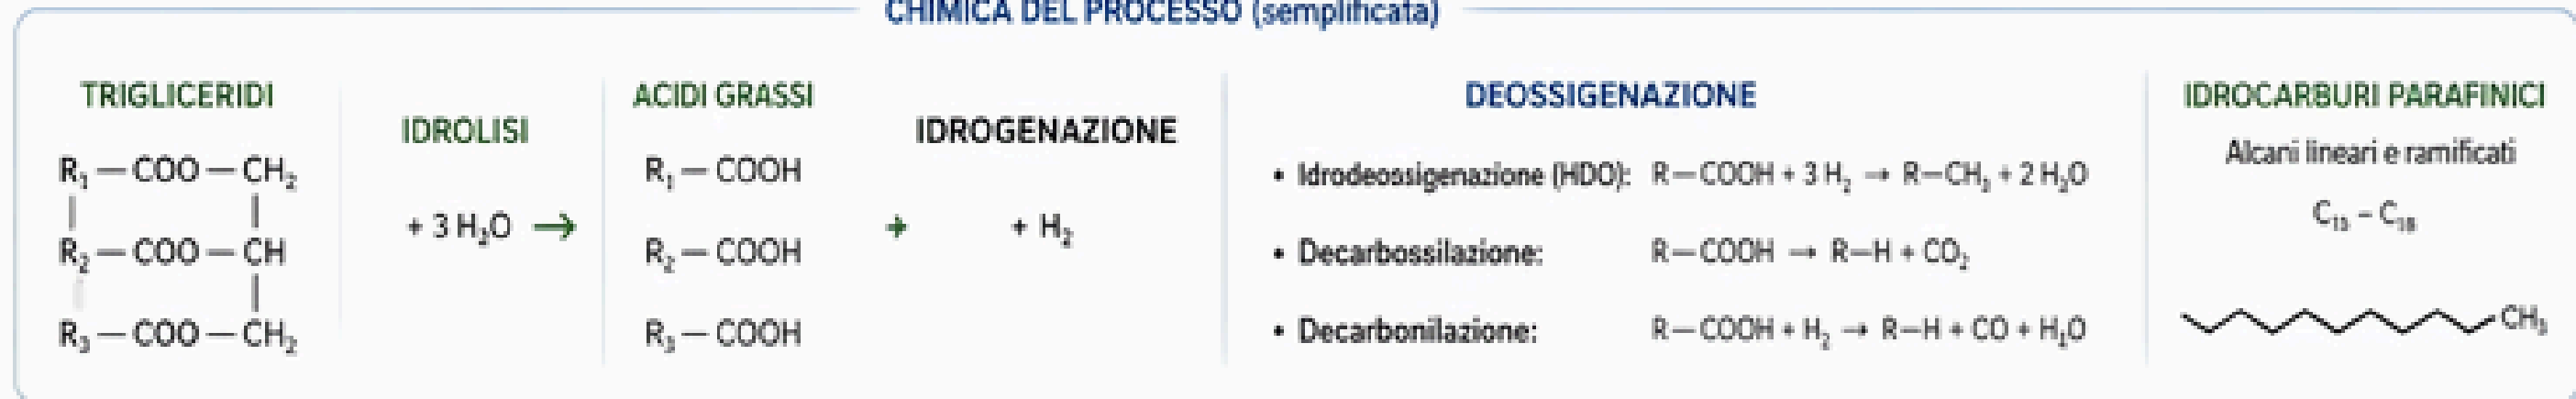 CHIMICA DEL PROCESSO (semplificata)
TRIGLICERIDI
R₁ — COO — CH₂
R₂ — COO — CH
R₃ — COO — CH₂
IDROLISI
+ 3 H₂O →
ACIDI GRASSI
R₁ — COOH
R₂ — COOH
R₃ — COOH
→
IDROGENAZIONE
+ H₂
DEOSSIGENAZIONE
• Idrodeossigenazione (HDO): R—COOH + 3 H₂ → R—CH₃ + 2 H₂O
• Decarbossilazione: R—COOH → R—H + CO₂
• Decarbonilazione: R—COOH + H₂ → R—H + CO + H₂O
IDROCARBURI PARAFINICI
Alcani lineari e ramificati
C₁₅ – C₁₈
CH₃